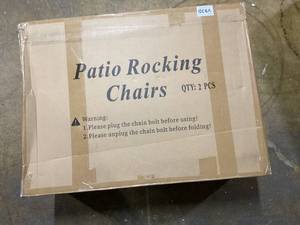 Patio Rocking
Chairs QTY: 2 PCS
Warning:
1.Please plug the chain bolt before using!
2.Please unplug the chain bolt before folding!